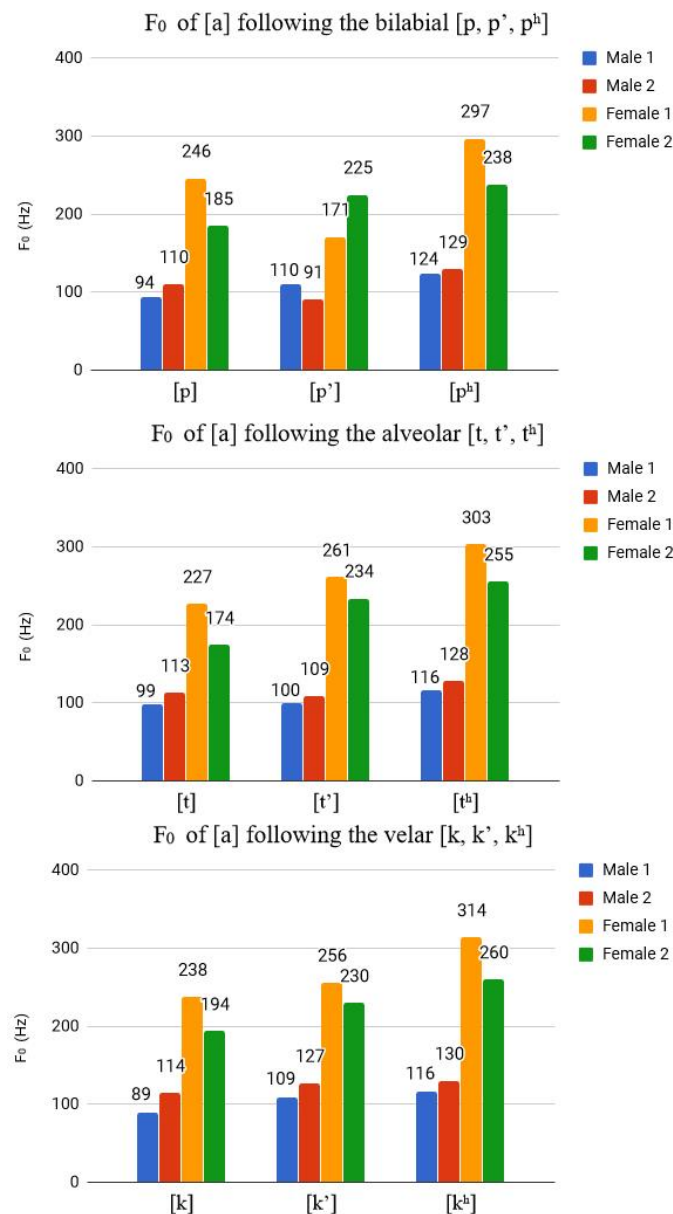 F₀ of [a] following the bilabial [p, p’, pʰ]
400
300
200
100
0
F₀ (Hz)
94
110
246
185
110
91
171
225
124
129
297
238
[p]
[p’]
[pʰ]
Male 1
Male 2
Female 1
Female 2
F₀ of [a] following the alveolar [t, t’, tʰ]
400
300
200
100
0
F₀ (Hz)
99
113
227
174
100
109
261
234
116
128
303
255
[t]
[t’]
[tʰ]
Male 1
Male 2
Female 1
Female 2
F₀ of [a] following the velar [k, k’, kʰ]
400
300
200
100
0
F₀ (Hz)
89
114
238
194
109
127
256
230
116
130
314
260
[k]
[k’]
[kʰ]
Male 1
Male 2
Female 1
Female 2